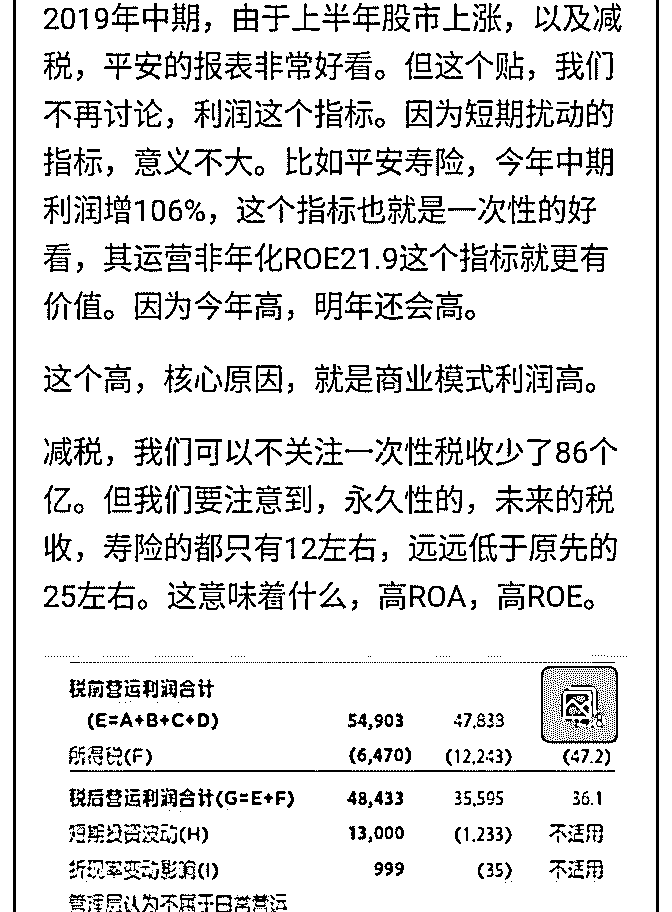 2019年中期，由于上半年股市上涨，以及减
税，平安的报表非常好看。但这个贴，我们
不再讨论，利润这个指标。因为短期扰动的
指标，意义不大。比如平安寿险，今年中期
利润增106%，这个指标也就是一次性的好
看，其运营非年化ROE21.9这个指标就更有
价值。因为今年高，明年还会高。
这个高，核心原因，就是商业模式利润高。
减税，我们可以不关注一次性税收少了86个
亿。但我们要注意到，永久性的，未来的税
收，寿险的都只有12左右，远远低于原先的
25左右。这意味着什么，高ROA，高ROE。
税前营运利润合计
(E=A+B+C+D) 54,903 47,833
所得税(F) (6,470) (12,243) (47.2)
税后营运利润合计(G=E+F) 48,433 35,595 36.1
短期投资波动(H) 13,000 (1,233) 不适用
折现率变动影响(I) 999 (35) 不适用
管理层认为不属于日常营运